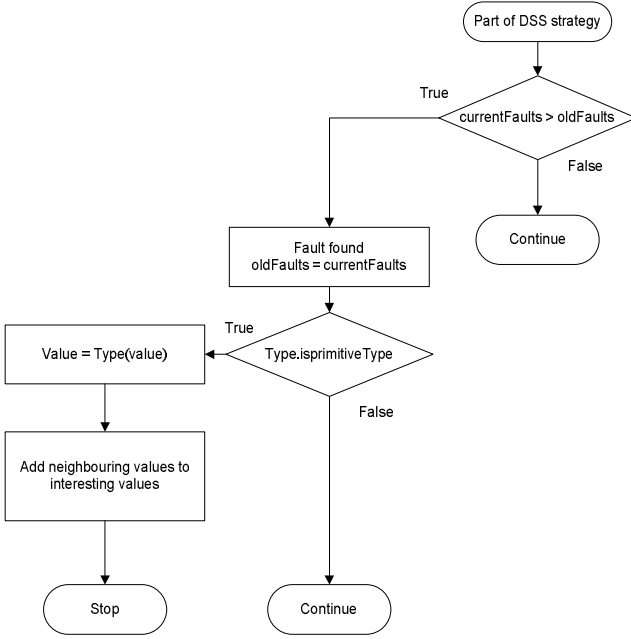 Part of DSS strategy
True
currentFaults > oldFaults
False
Continue
Fault found
oldFaults = currentFaults
True
Value = Type(value)
Type.isprimitiveType
False
Add neighbouring values to
interesting values
Stop
Continue